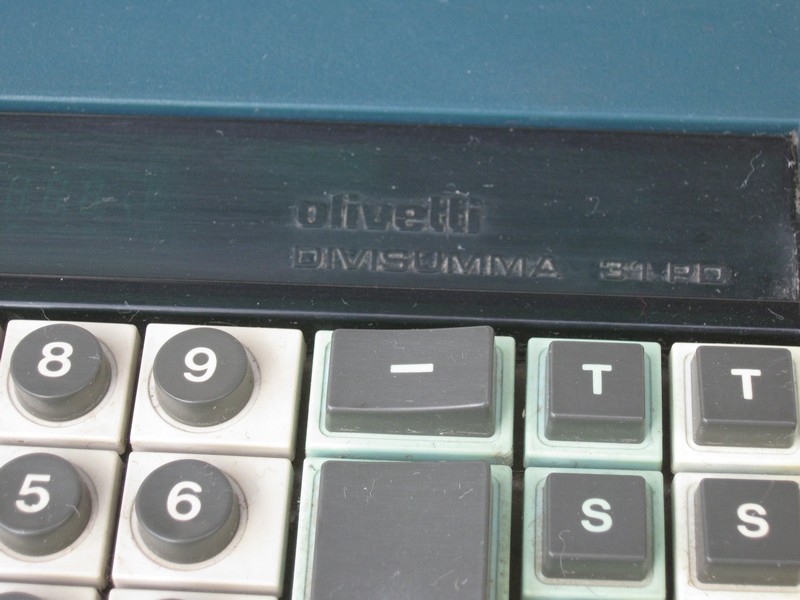 olivetti
DIVISUMMA 31 PD
8 9 – T T
5 6 S S